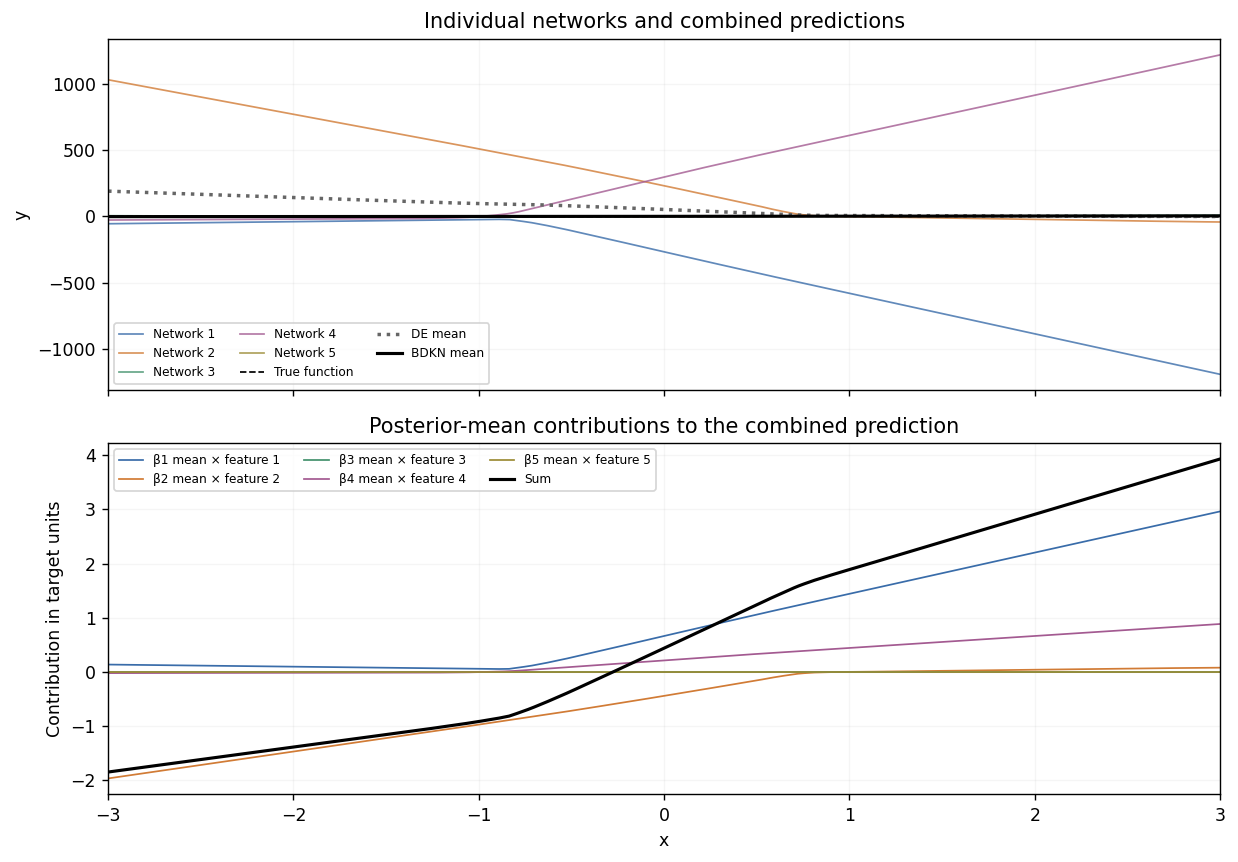 Individual networks and combined predictions
1000
500
0
−500
−1000
y
Network 1
Network 2
Network 3
Network 4
Network 5
True function
DE mean
BDKN mean
Posterior-mean contributions to the combined prediction
4
3
2
1
0
−1
−2
Contribution in target units
β1 mean × feature 1
β2 mean × feature 2
β3 mean × feature 3
β4 mean × feature 4
β5 mean × feature 5
Sum
−3
−2
−1
0
1
2
3
x